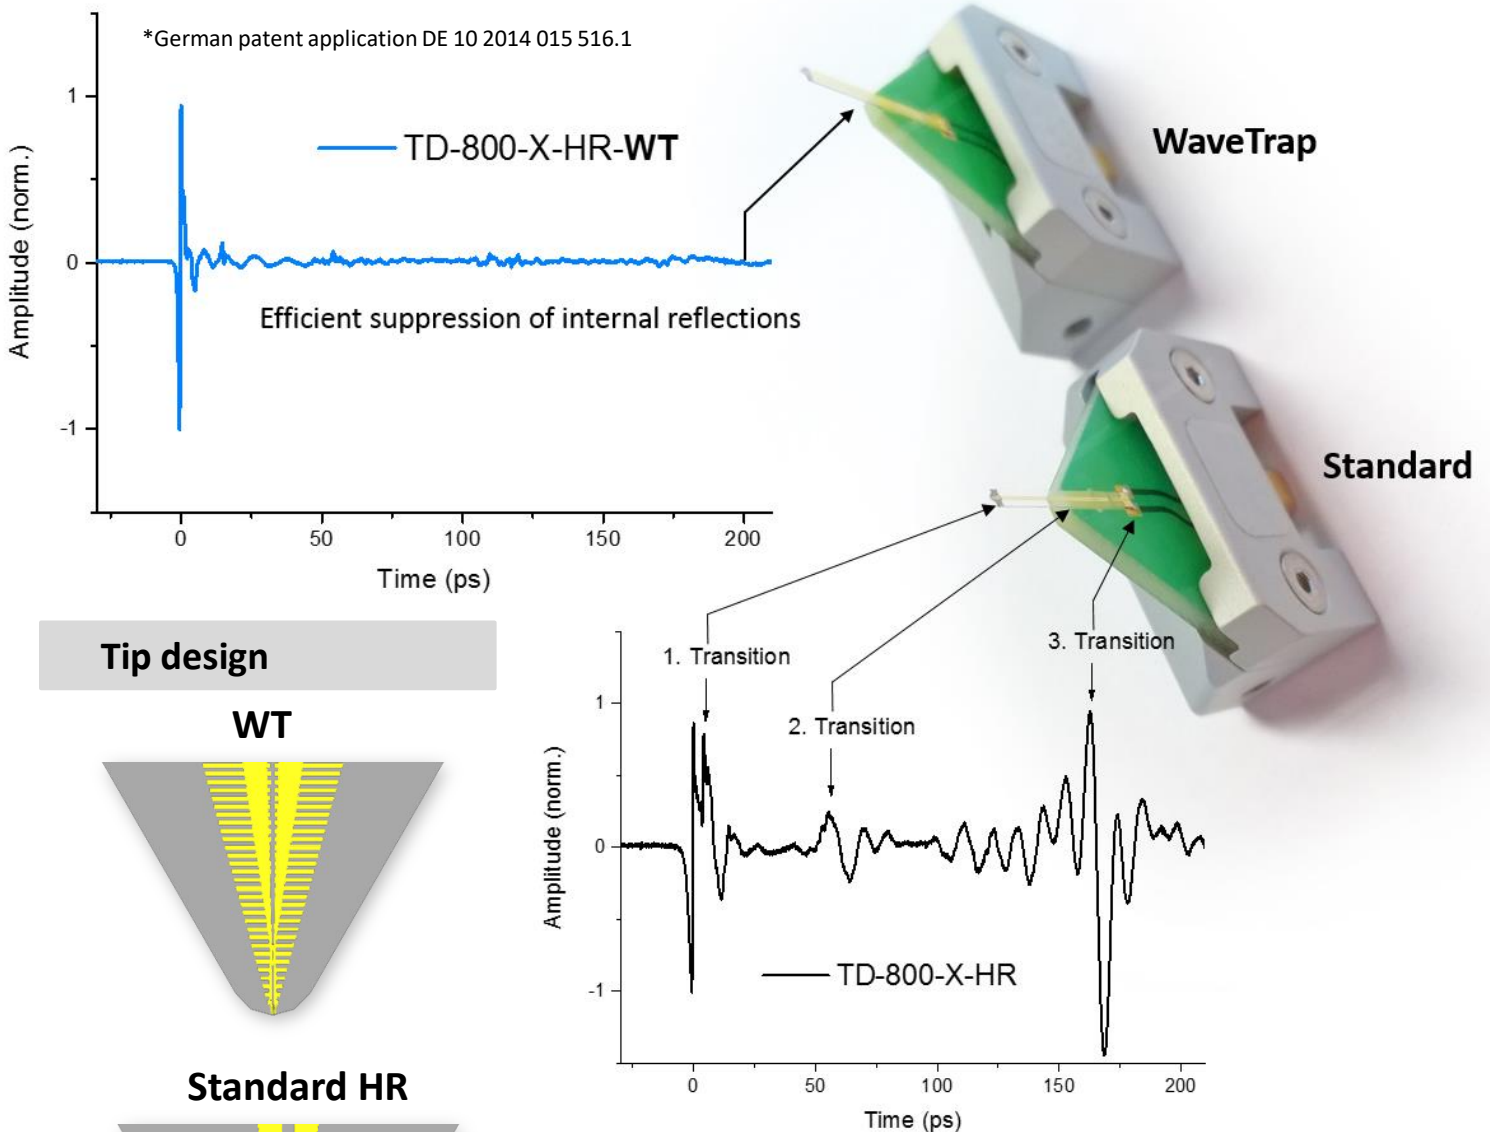 *German patent application DE 10 2014 015 516.1
TD-800-X-HR-WT
WaveTrap
Efficient suppression of internal reflections
Amplitude (norm.)
1
0
-1
0
50
100
150
200
Time (ps)
Standard
Tip design
WT
Standard HR
1. Transition
2. Transition
3. Transition
TD-800-X-HR
Amplitude (norm.)
1
0
-1
0
50
100
150
200
Time (ps)